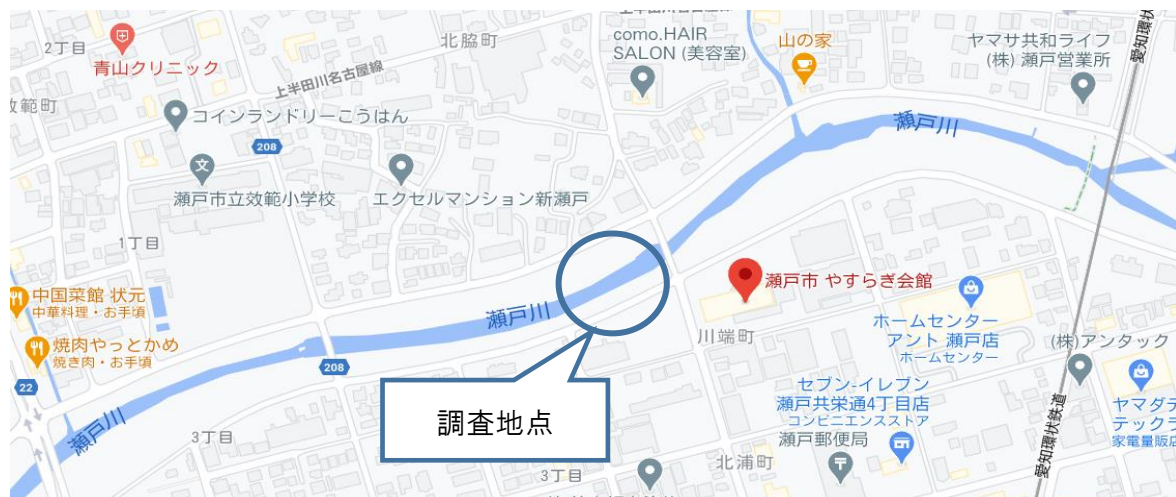 2丁目
青山クリニック
上半田川名古屋線
北脇町
上半田川名古屋線
como.HAIR
SALON (美容室)
山の家
ヤマサ共和ライフ
(株) 瀬戸営業所
愛知環状
効範町
コインランドリーこうはん
208
瀬戸川
瀬戸市立效範小学校
エクセルマンション新瀬戸
1丁目
瀬戸市 やすらぎ会館
中国菜館 状元
中華料理・お手頃
瀬戸川
焼肉やっとかめ
焼き肉・お手頃
208
22
川端町
ホームセンター
アント 瀬戸店
ホームセンター
(株)アンタック
調査地点
セブン-イレブン
瀬戸共栄通4丁目店
コンビニエンスストア
瀬戸郵便局
ヤマダデ
テックラ
家電量販店
瀬戸川
3丁目
3丁目
北浦町
愛知環状鉄道